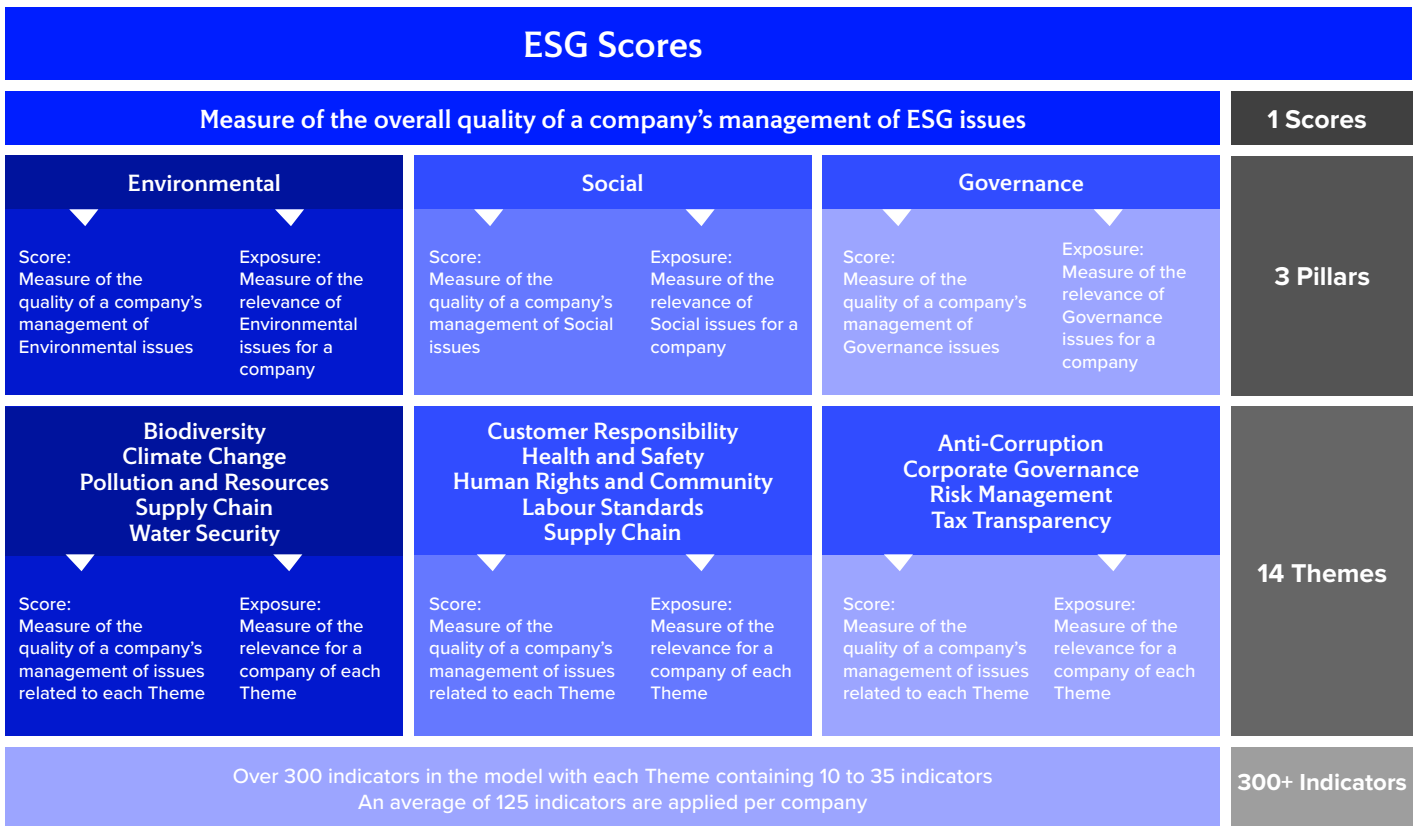 ESG Scores
Measure of the overall quality of a company's management of ESG issues
1 Scores
Environmental
Score:
Measure of the
quality of a company's
management of
Environmental issues
Exposure:
Measure of the
relevance of
Environmental
issues for a
company
Social
Score:
Measure of the
quality of a company's
management of Social
issues
Exposure:
Measure of the
relevance of
Social issues for a
company
Governance
Score:
Measure of the
quality of a company's
management of
Governance issues
Exposure:
Measure of the
relevance of
Governance
issues for a
company
3 Pillars
Biodiversity
Climate Change
Pollution and Resources
Supply Chain
Water Security
Score:
Measure of the
quality of a company's
management of issues
related to each Theme
Exposure:
Measure of the
relevance for a
company of each
Theme
Customer Responsibility
Health and Safety
Human Rights and Community
Labour Standards
Supply Chain
Score:
Measure of the
quality of a company's
management of issues
related to each Theme
Exposure:
Measure of the
relevance for a
company of each
Theme
Anti-Corruption
Corporate Governance
Risk Management
Tax Transparency
Score:
Measure of the
quality of a company's
management of issues
related to each Theme
Exposure:
Measure of the
relevance for a
company of each
Theme
14 Themes
Over 300 indicators in the model with each Theme containing 10 to 35 indicators
An average of 125 indicators are applied per company
300+ Indicators